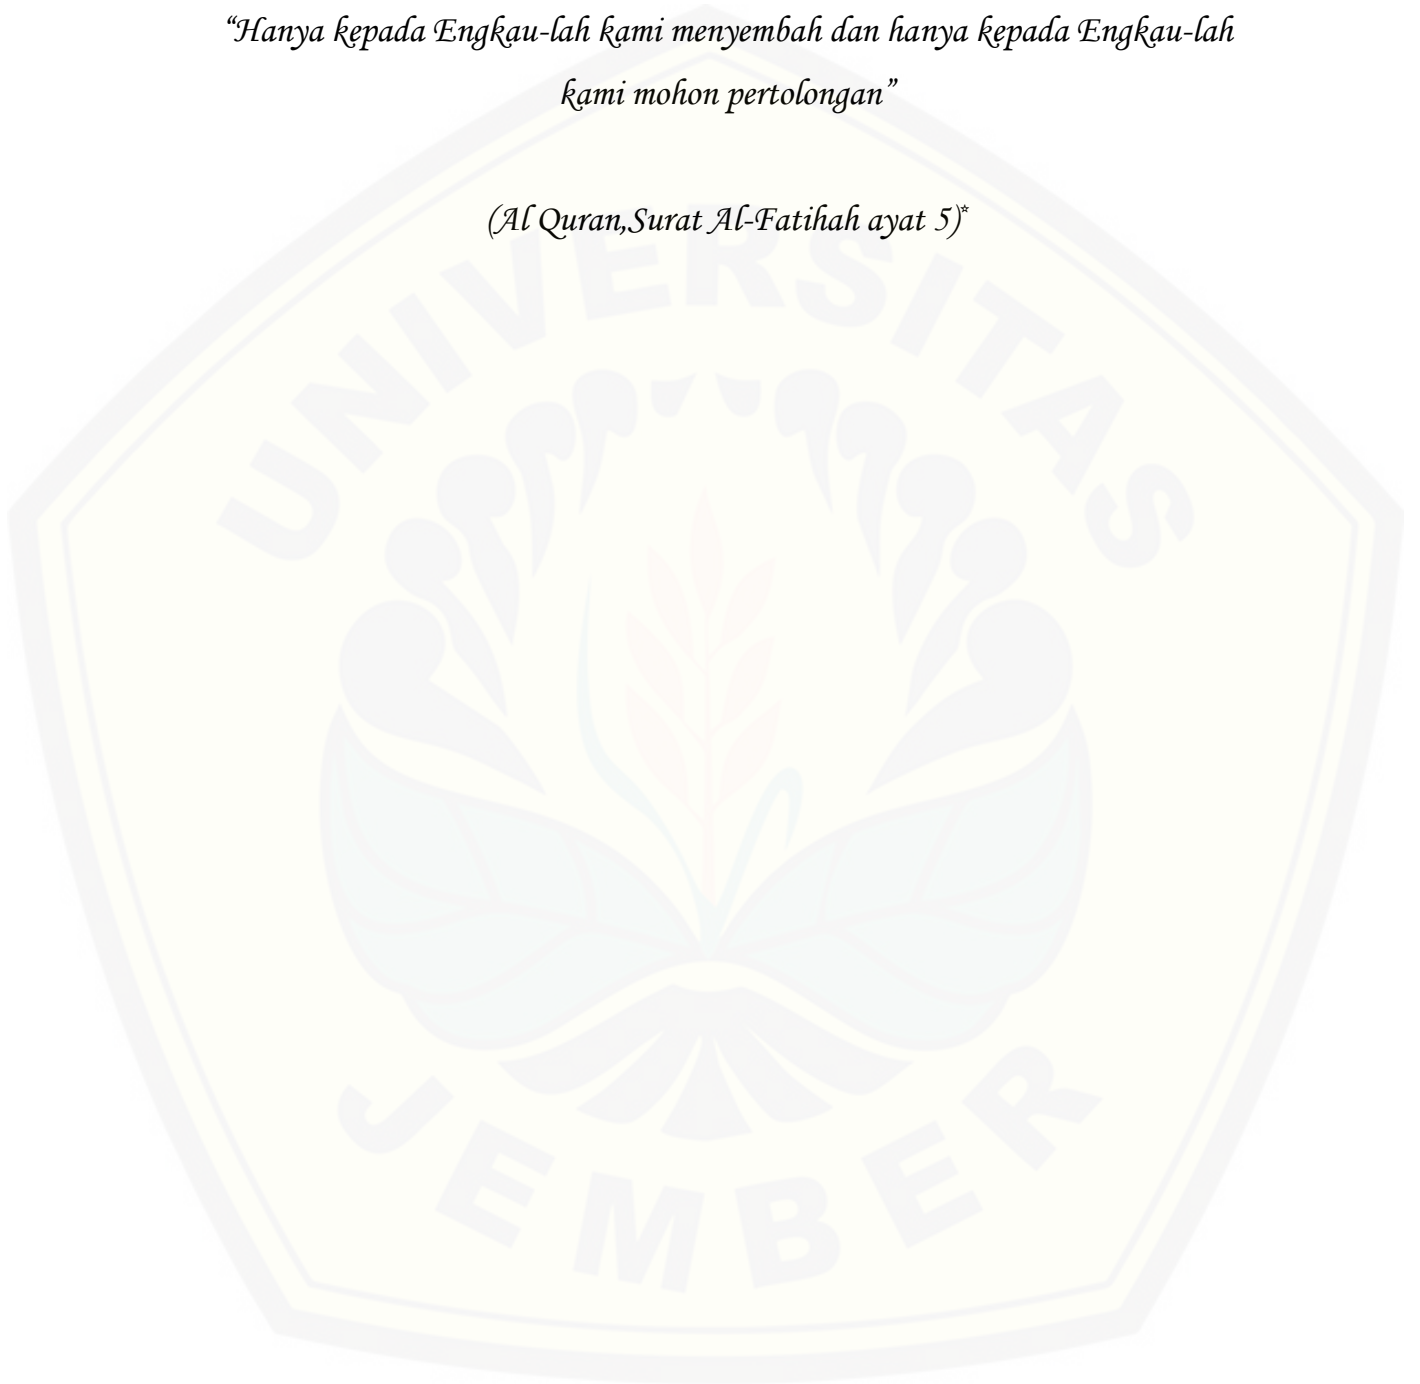 “Hanya kepada Engkau-lah kami menyembah dan hanya kepada Engkau-lah
kami mohon pertolongan”
(Al Quran,Surat Al-Fatihah ayat 5)*
UNIVERSITAS
JEMBER